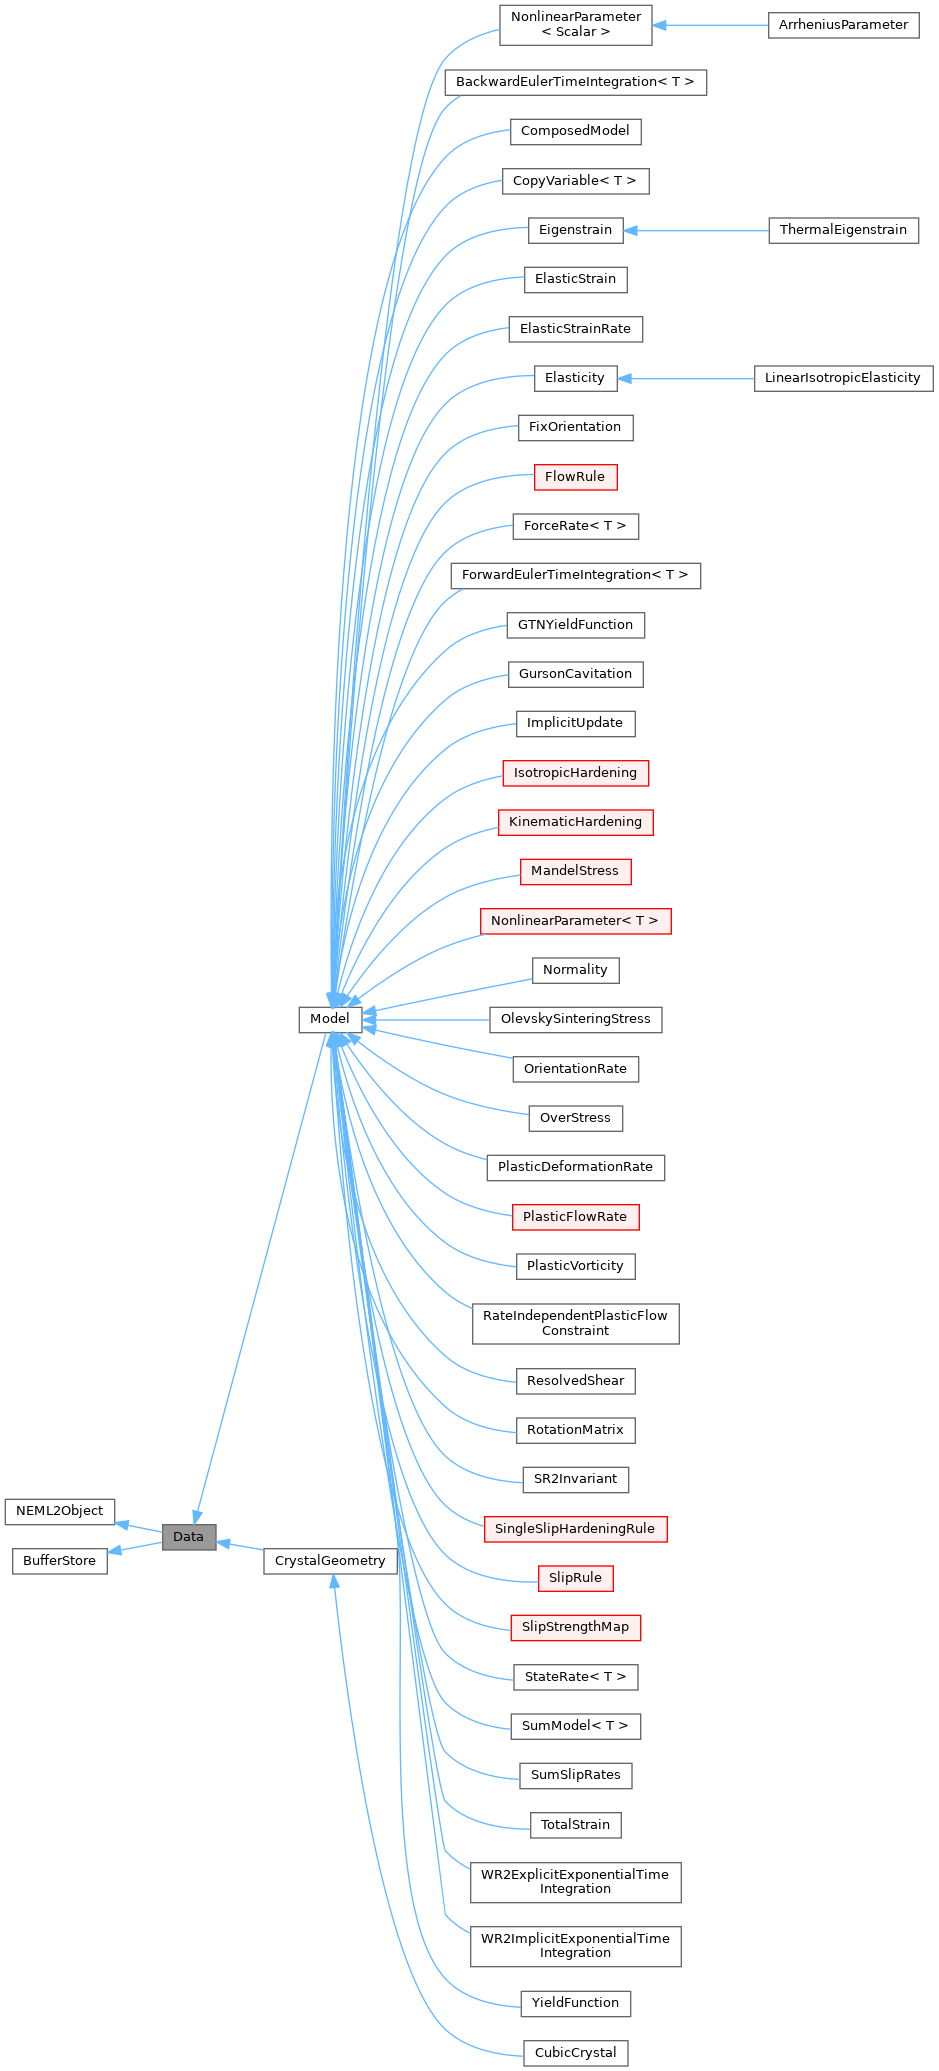 NonlinearParameter
< Scalar >
ArrheniusParameter
BackwardEulerTimeIntegration< T >
ComposedModel
CopyVariable< T >
Eigenstrain
ThermalEigenstrain
ElasticStrain
ElasticStrainRate
Elasticity
LinearIsotropicElasticity
FixOrientation
FlowRule
ForceRate< T >
ForwardEulerTimeIntegration< T >
GTNYieldFunction
GursonCavitation
ImplicitUpdate
IsotropicHardening
KinematicHardening
MandelStress
NonlinearParameter< T >
Normality
Model
OlevskySinteringStress
OrientationRate
OverStress
PlasticDeformationRate
PlasticFlowRate
PlasticVorticity
RateIndependentPlasticFlow
Constraint
ResolvedShear
RotationMatrix
SR2Invariant
NEML2Object
SingleSlipHardeningRule
Data
BufferStore
CrystalGeometry
SlipRule
SlipStrengthMap
StateRate< T >
SumModel< T >
SumSlipRates
TotalStrain
WR2ExplicitExponentialTime
Integration
WR2ImplicitExponentialTime
Integration
YieldFunction
CubicCrystal